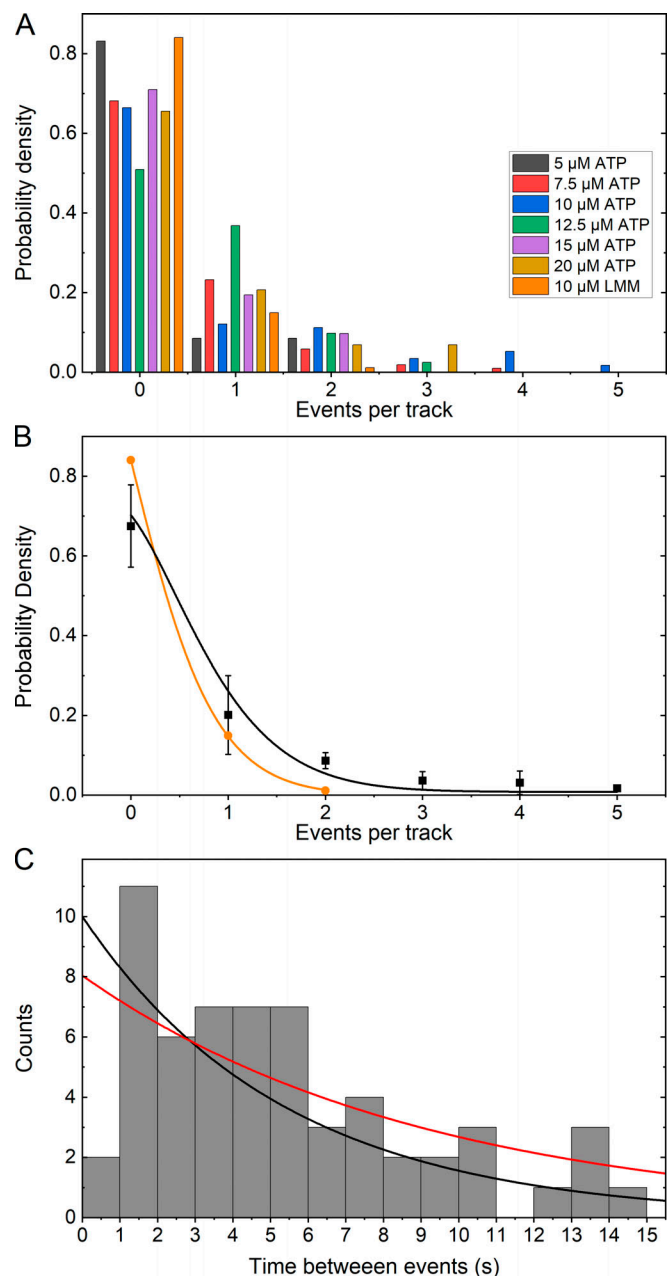 A
Probability density
0.8
0.6
0.4
0.2
0.0
5 µM ATP
7.5 µM ATP
10 µM ATP
12.5 µM ATP
15 µM ATP
20 µM ATP
10 µM LMM
0 1 2 3 4 5
Events per track
B
Probability Density
0.8
0.6
0.4
0.2
0.0
0 1 2 3 4 5
Events per track
C
Counts
10
8
6
4
2
0
0 1 2 3 4 5 6 7 8 9 10 11 12 13 14 15
Time betweeen events (s)